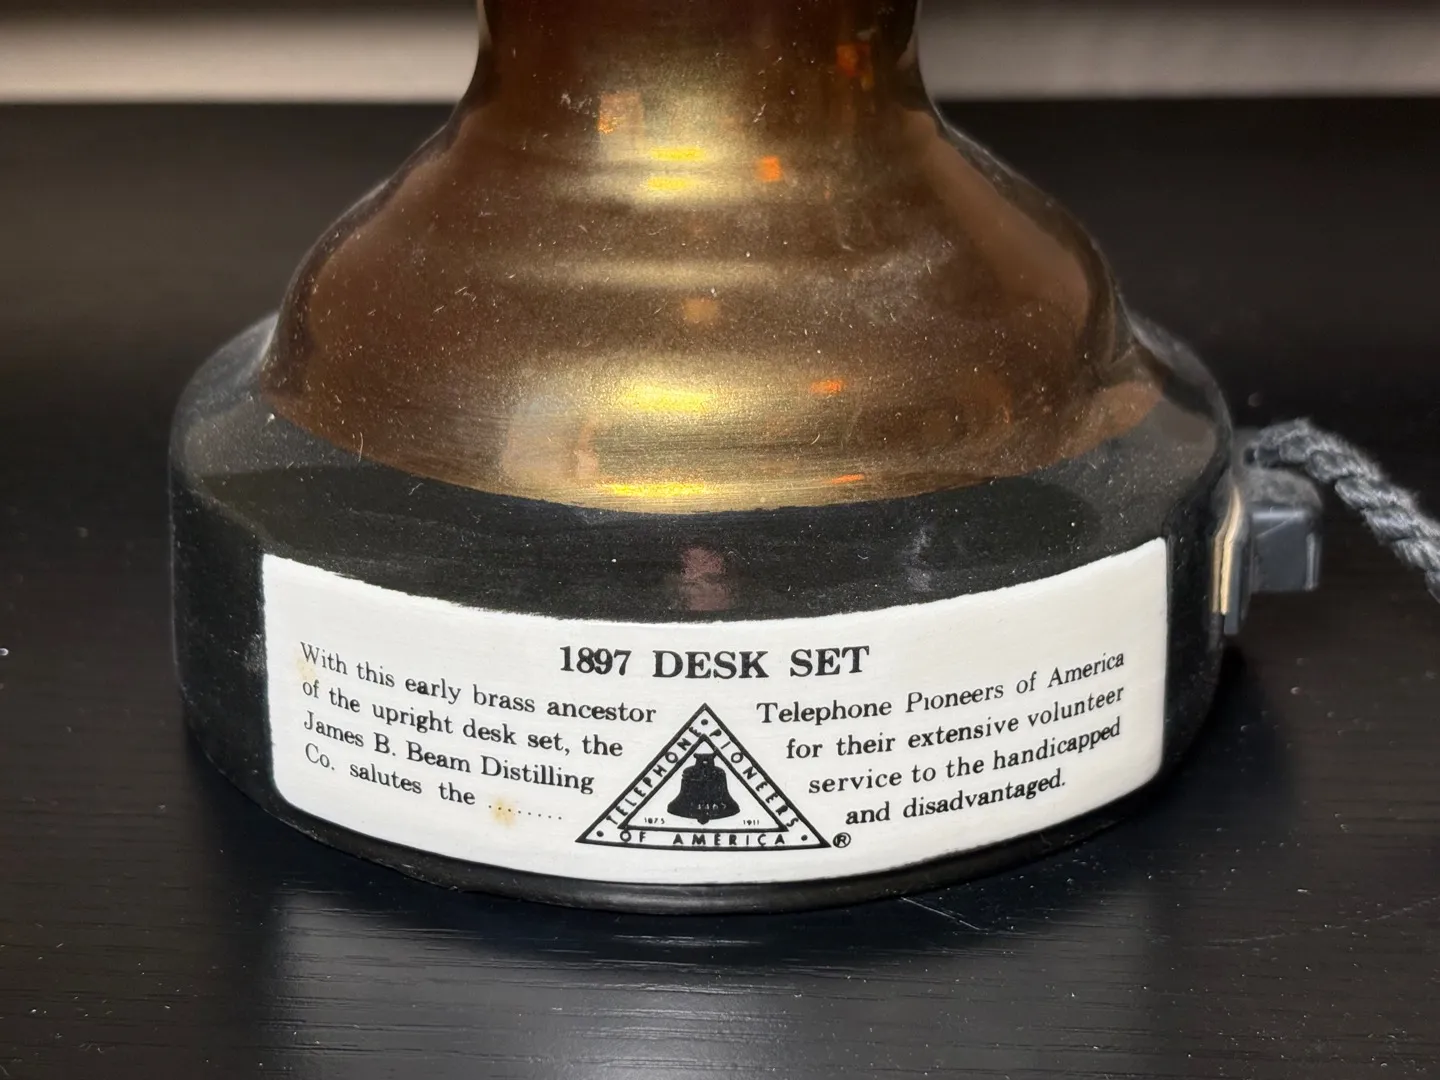 1897 DESK SET
With this early brass ancestor
of the upright desk set, the
James B. Beam Distilling
Co. salutes the ........
TELEPHONE PIONEERS
OF AMERICA
1875 1911
®
Telephone Pioneers of America
for their extensive volunteer
service to the handicapped
and disadvantaged.